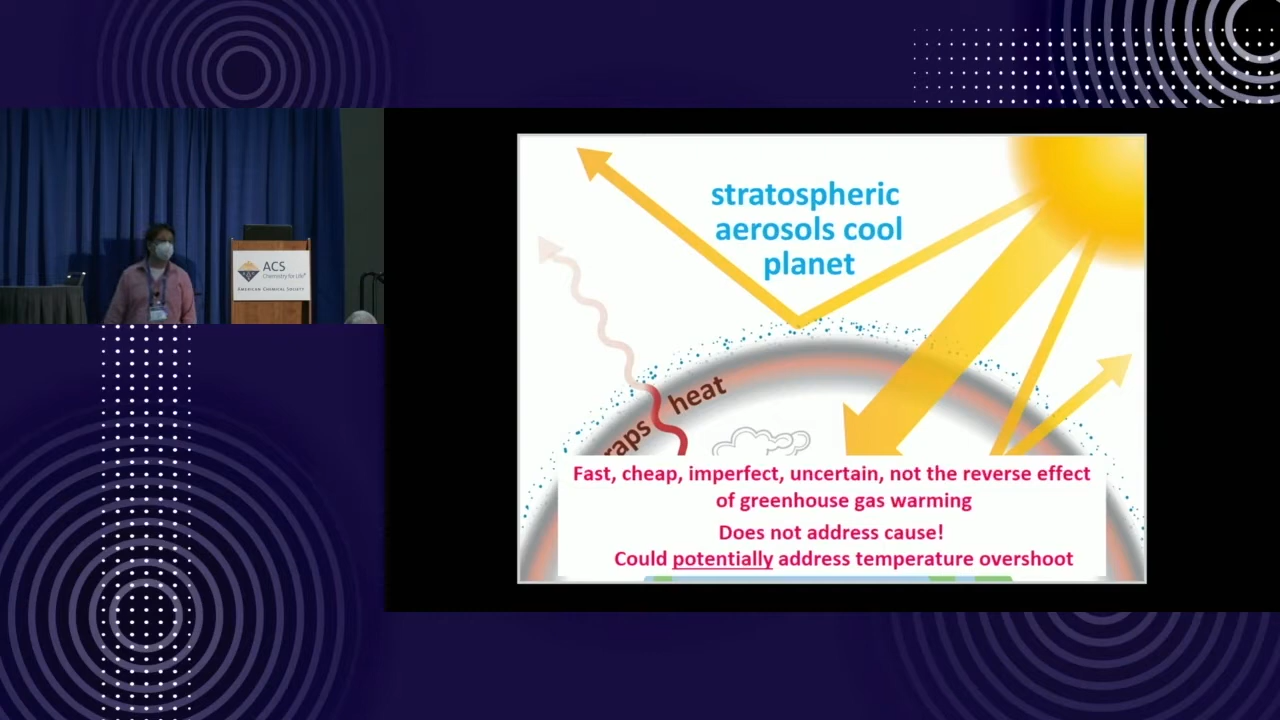 ACS
Chemistry for Life®
AMERICAN CHEMICAL SOCIETY
stratospheric
aerosols cool
planet
raps heat
Fast, cheap, imperfect, uncertain, not the reverse effect
of greenhouse gas warming
Does not address cause!
Could potentially address temperature overshoot